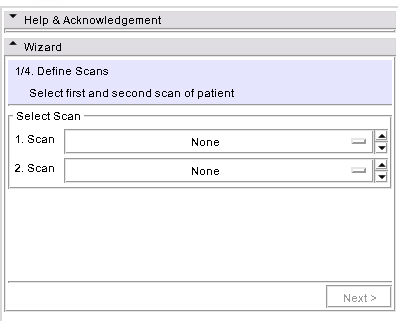 Help & Acknowledgement
Wizard
1/4. Define Scans
Select first and second scan of patient
Select Scan
1. Scan None
2. Scan None
Next >